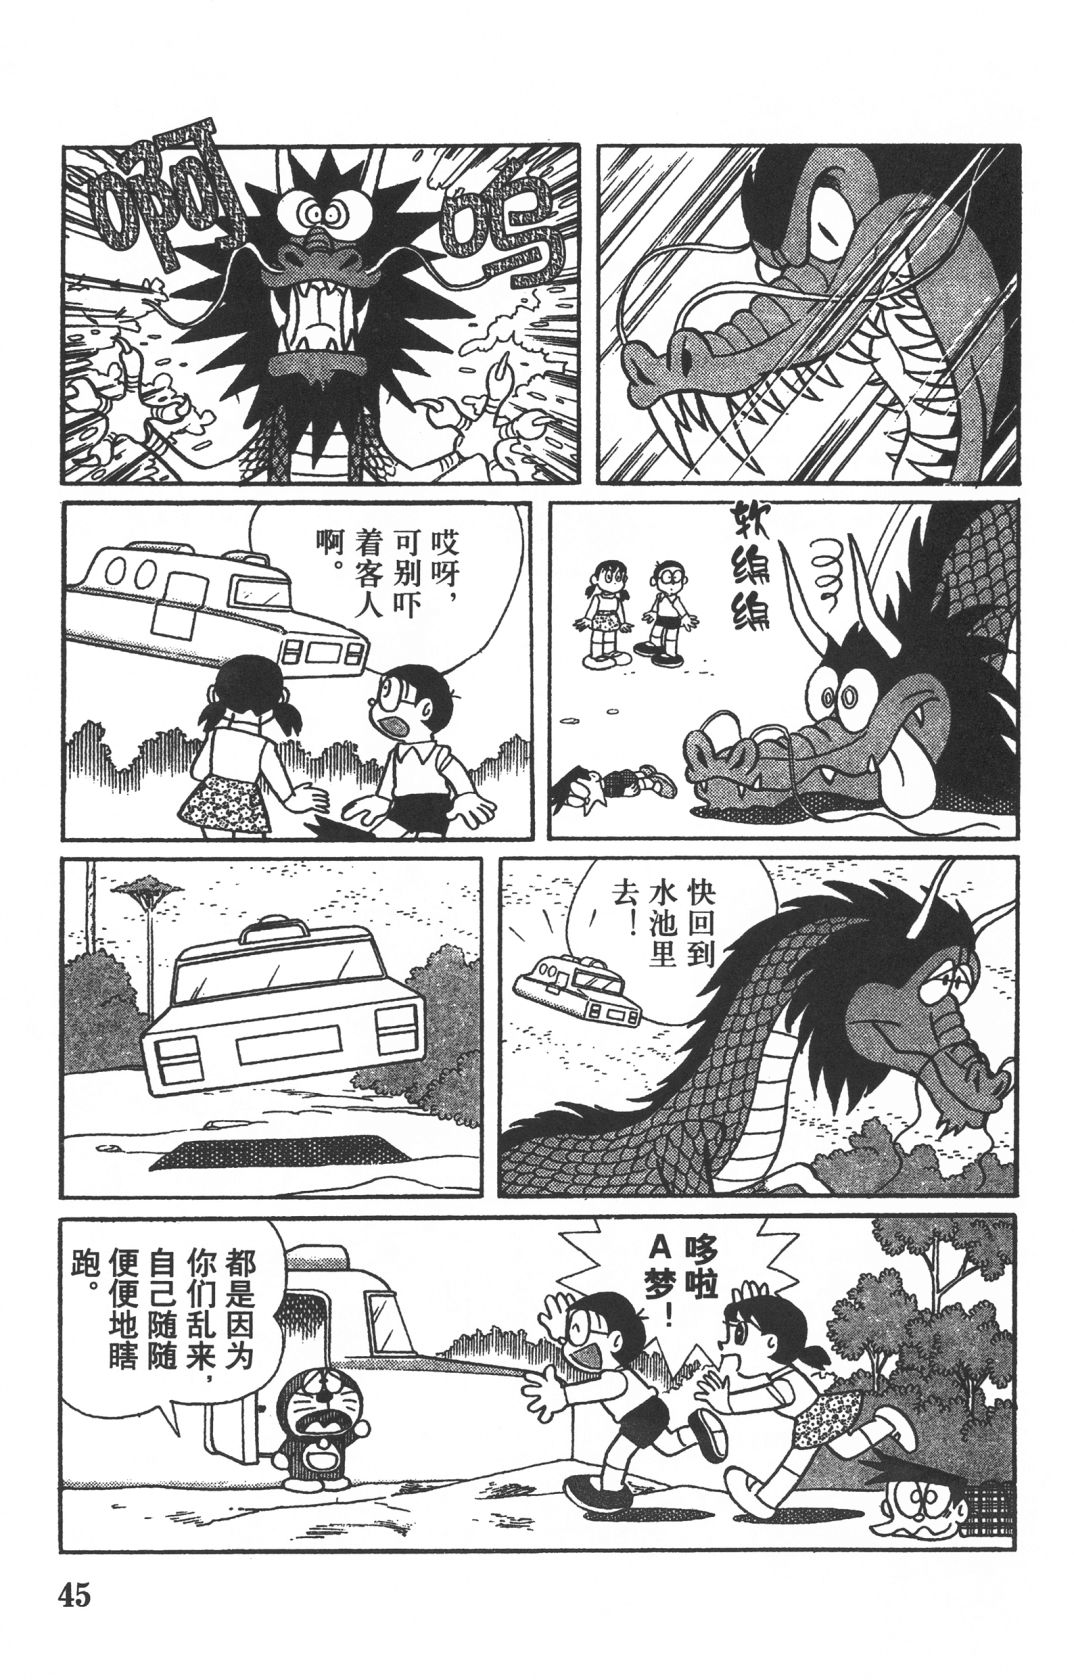 呜
啊
软绵绵
哎呀，
可别吓
着客人
啊。
快回到
水池里
去！
哆啦
A梦！
都是因为
你们乱来，
自己随随
便便地瞎
跑。
45